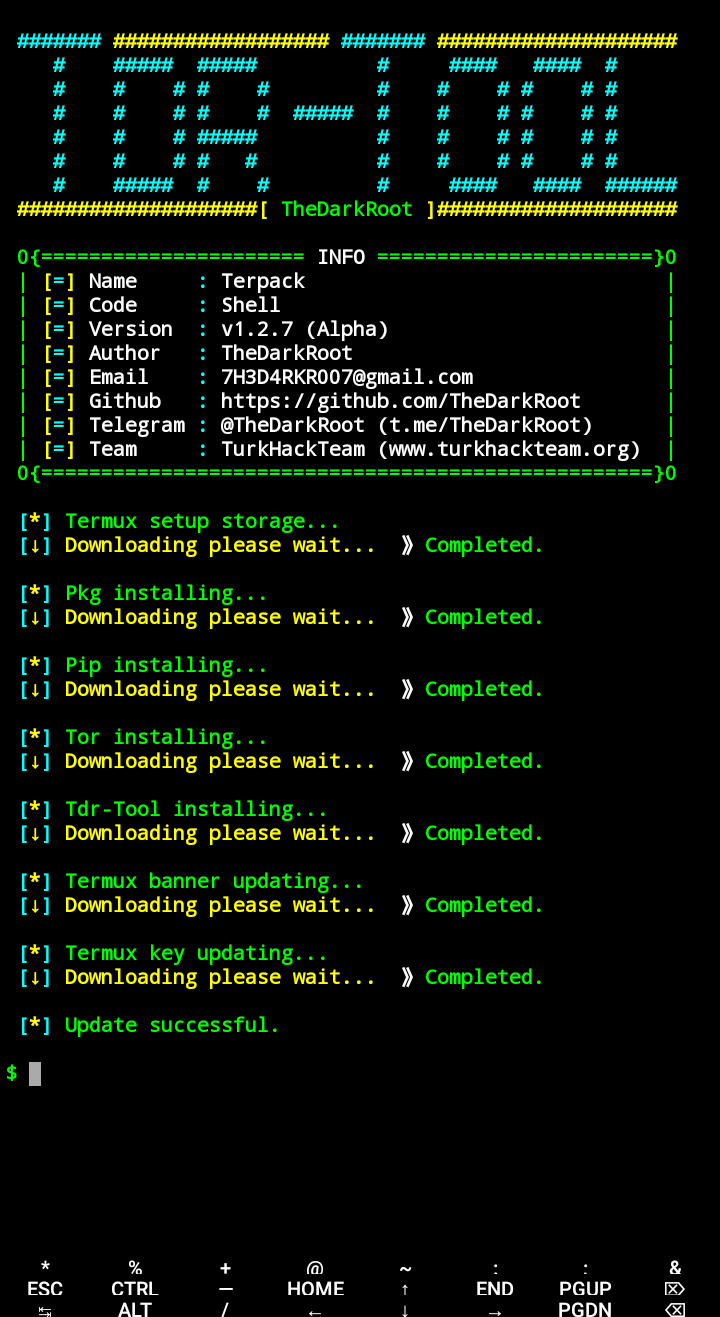 ####### ################## ####### ####################
# ##### ##### # #### #### #
# # # # # # # # # # #
# # # # # ##### # # # # # #
# # # ##### # # # # # #
# # # # # # # # # # #
# ##### # # # #### #### ######
####################[ TheDarkRoot ]####################
O{====================== INFO =======================}O
| [=] Name : Terpack |
| [=] Code : Shell |
| [=] Version : v1.2.7 (Alpha) |
| [=] Author : TheDarkRoot |
| [=] Email : 7H3D4RKR007@gmail.com |
| [=] Github : https://github.com/TheDarkRoot |
| [=] Telegram : @TheDarkRoot (t.me/TheDarkRoot) |
| [=] Team : TurkHackTeam (www.turkhackteam.org) |
O{===================================================}O
[*] Termux setup storage...
[↓] Downloading please wait... ⟫ Completed.
[*] Pkg installing...
[↓] Downloading please wait... ⟫ Completed.
[*] Pip installing...
[↓] Downloading please wait... ⟫ Completed.
[*] Tor installing...
[↓] Downloading please wait... ⟫ Completed.
[*] Tdr-Tool installing...
[↓] Downloading please wait... ⟫ Completed.
[*] Termux banner updating...
[↓] Downloading please wait... ⟫ Completed.
[*] Termux key updating...
[↓] Downloading please wait... ⟫ Completed.
[*] Update successful.
$
* % + @ ~ : : &
ESC CTRL — HOME ↑ END PGUP ⌦
↹ ALT / ← ↓ → PGDN ⌫